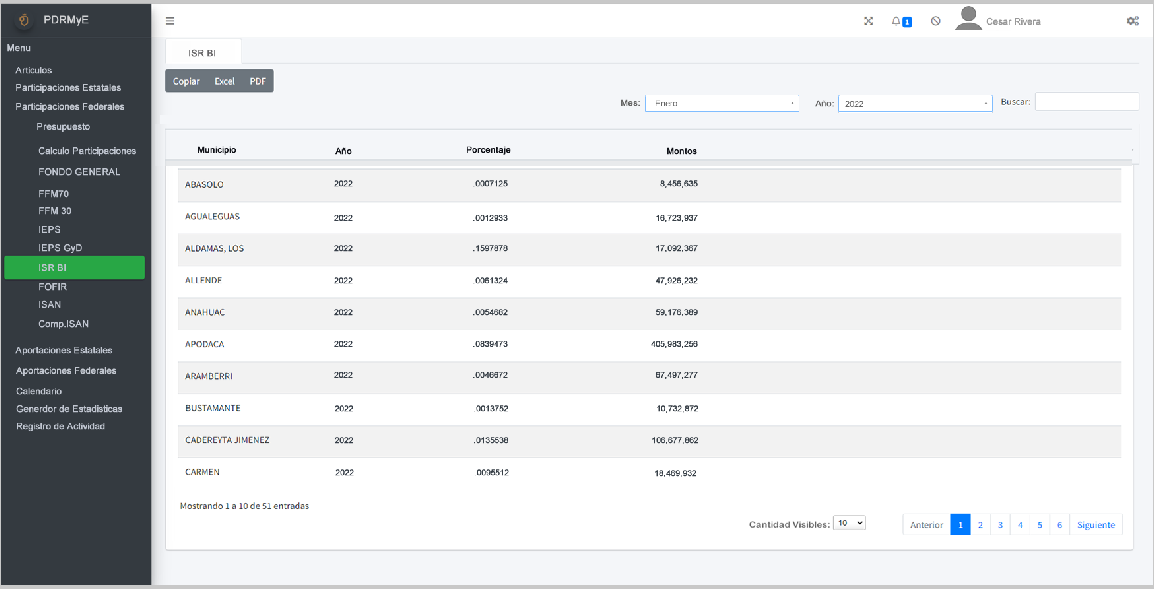 PDRMyE
1
Cesar Rivera
Menu
Articulos
Participaciones Estatales
Participaciones Federales
Presupuesto
Calculo Participaciones
FONDO GENERAL
FFM70
FFM 30
IEPS
IEPS GyD
ISR BI
FOFIR
ISAN
Comp.ISAN
Aportaciones Estatales
Aportaciones Federales
Calendario
Generdor de Estadisticas
Registro de Actividad
ISR BI
Copiar Excel PDF
Mes: Enero Año: 2022 Buscar:
Municipio Año Porcentaje Montos
ABASOLO 2022 .0007125 8,456,635
AGUALEGUAS 2022 .0012933 16,723,937
ALDAMAS, LOS 2022 .1597878 17,092,367
ALLENDE 2022 .0061324 47,926,232
ANAHUAC 2022 .0054662 59,176,389
APODACA 2022 .0839473 405,983,256
ARAMBERRI 2022 .0046672 67,497,277
BUSTAMANTE 2022 .0013752 10,732,872
CADEREYTA JIMENEZ 2022 .0135538 106,677,862
CARMEN 2022 0095512 18,469,932
Mostrando 1 a 10 de 51 entradas
Cantidad Visibles: 10 Anterior 1 2 3 4 5 6 Siguiente